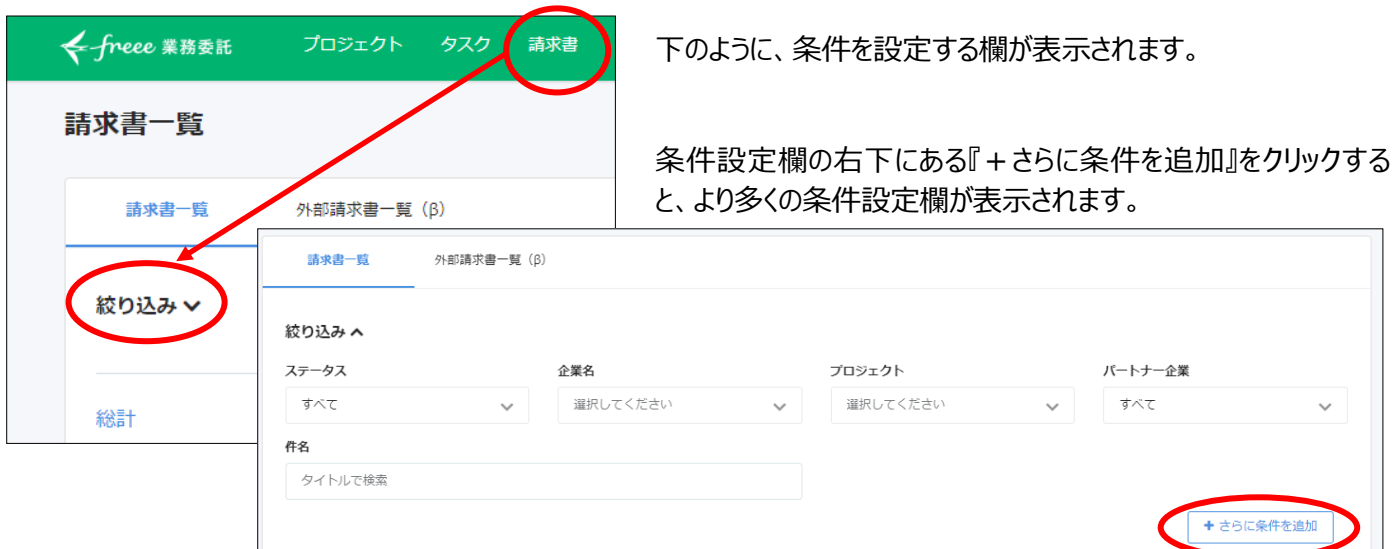 freee 業務委託
プロジェクト タスク 請求書
請求書一覧
請求書一覧 外部請求書一覧（β）
絞り込み
総計
下のように、条件を設定する欄が表示されます。
条件設定欄の右下にある『＋さらに条件を追加』をクリックする
と、より多くの条件設定欄が表示されます。
請求書一覧 外部請求書一覧（β）
絞り込み
ステータス 企業名 プロジェクト パートナー企業
すべて 選択してください 選択してください すべて
件名
タイトルで検索
+ さらに条件を追加